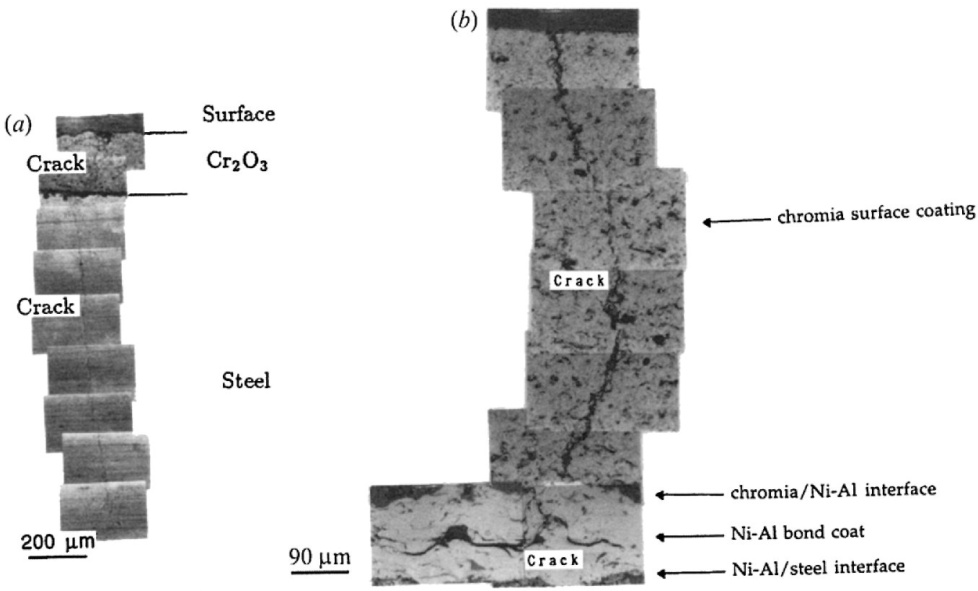 (a)
Surface
Crack
Cr₂O₃
Crack
Steel
200 μm
(b)
chromia surface coating
Crack
chromia/Ni-Al interface
Ni-Al bond coat
Crack
Ni-Al/steel interface
90 μm